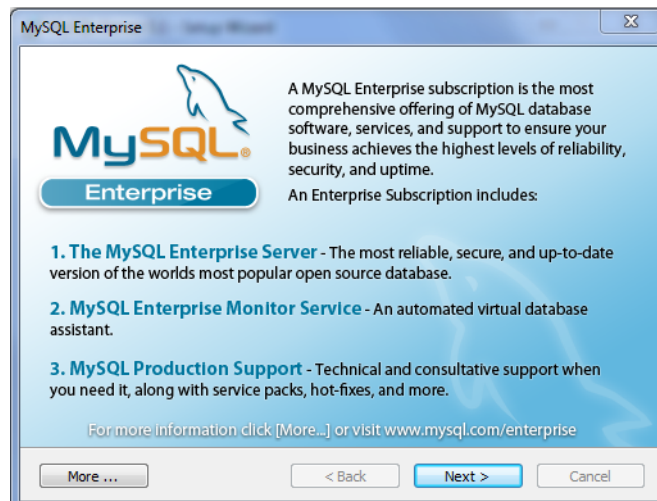 MySQL Enterprise
A MySQL Enterprise subscription is the most
comprehensive offering of MySQL database
software, services, and support to ensure your
business achieves the highest levels of reliability,
security, and uptime.
An Enterprise Subscription includes:
MySQL®
Enterprise
1. The MySQL Enterprise Server - The most reliable, secure, and up-to-date
version of the worlds most popular open source database.
2. MySQL Enterprise Monitor Service - An automated virtual database
assistant.
3. MySQL Production Support - Technical and consultative support when
you need it, along with service packs, hot-fixes, and more.
For more information click [More...] or visit www.mysql.com/enterprise
More ...
< Back
Next >
Cancel